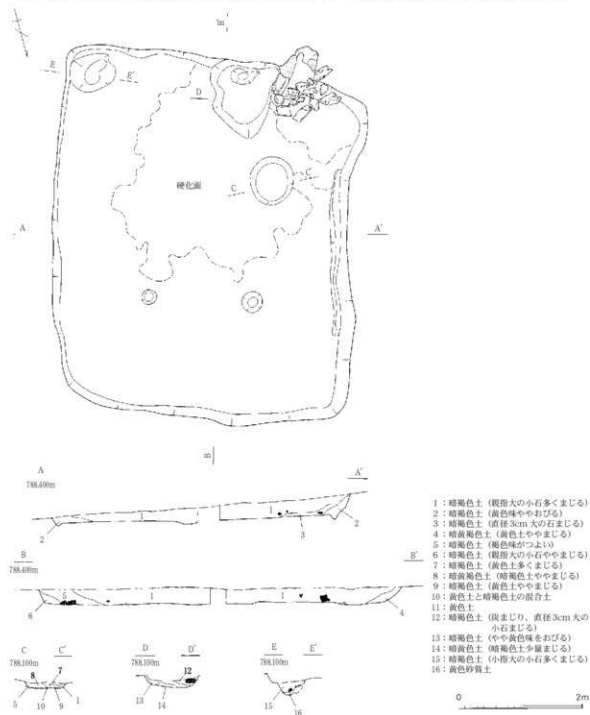 B'
E
E'
D
硬化面
C'
C
A
A'
B
A
788.400m
A'
1
1
2
3
2
B
788.400m
B'
5
1
1
6
4
C
C'
D
D'
E
E'
788.100m
788.100m
788.100m
8
7
12
5
10
9
1
13
14
15
16
1：暗褐色土（親指大の小石多くまじる）
2：暗褐色土（黄色味ややおびる）
3：暗褐色土（直径3cm大の石まじる）
4：暗黄褐色土（黄色土ややまじる）
5：暗褐色土（褐色味がつよい）
6：暗褐色土（親指大の小石ややまじる）
7：暗褐色土（黄色土多くまじる）
8：暗黄褐色土（暗褐色土ややまじる）
9：暗褐色土（黄色土ややまじる）
10：黄色土と暗褐色土の混合土
11：黄色土
12：暗褐色土（炭まじり、直径3cm大の
小石まじる）
13：暗褐色土（やや黄色味をおびる）
14：暗黄色土（暗褐色土少量まじる）
15：暗褐色土（小指大の小石多くまじる）
16：黄色砂質土
0
2m